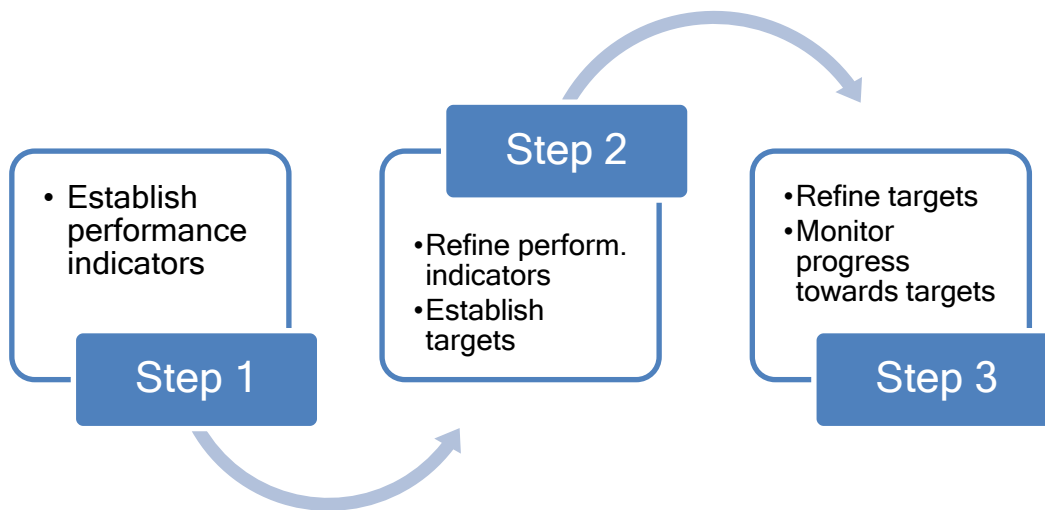 • Establish
performance
indicators
Step 1
Step 2
•Refine perform.
indicators
•Establish
targets
•Refine targets
•Monitor
progress
towards targets
Step 3